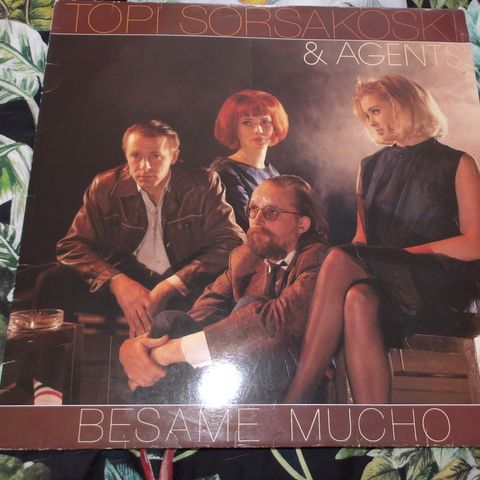 TOPI SORSAKOSKI
& AGENTS
BESAME MUCHO